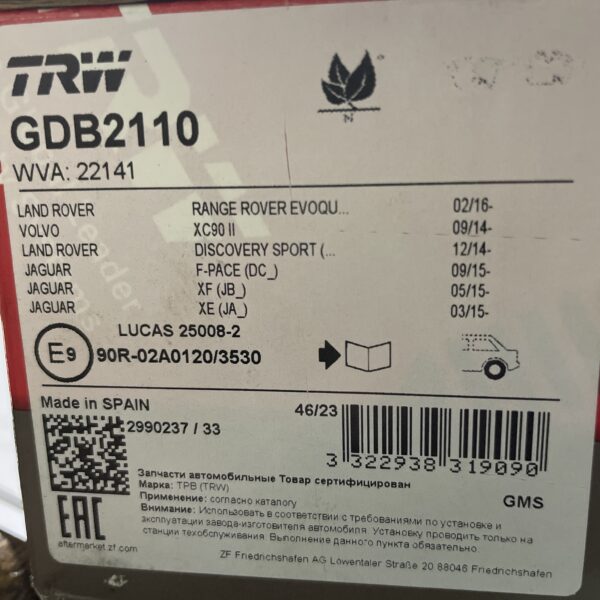 TRW
GDB2110
WVA: 22141
LAND ROVER RANGE ROVER EVOQU... 02/16-
VOLVO XC90 II 09/14-
LAND ROVER DISCOVERY SPORT (... 12/14-
JAGUAR F-PACE (DC_) 09/15-
JAGUAR XF (JB_) 05/15-
JAGUAR XE (JA_) 03/15-
LUCAS 25008-2
E9 90R-02A0120/3530
Made in SPAIN 46/23
2990237 / 33
3 322938 319090
Запчасти автомобильные Товар сертифицирован
Марка: ТРВ (TRW)
GMS
Применение: согласно каталогу
Внимание: Использовать в соответствии с требованиями по установке и
эксплуатации завода-изготовителя автомобиля. Установку проводить только на
станции техобслуживания. Выполнение данного пункта обязательно
EAC
aftermarket.zf.com
ZF Friedrichshafen AG Löwentaler Straße 20 88046 Friedrichshafen